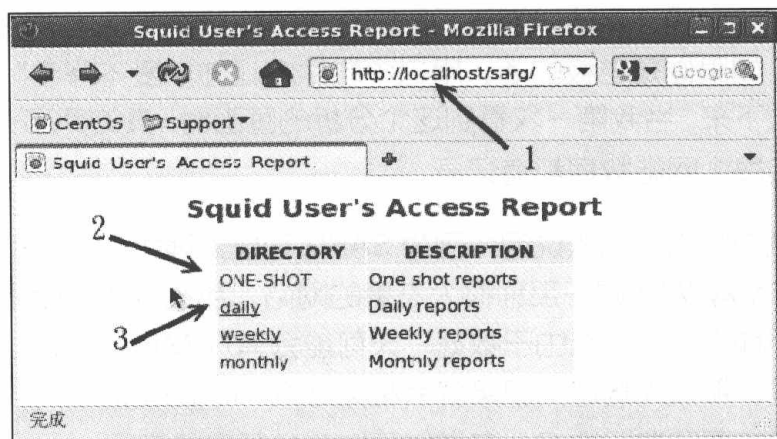 Squid User's Access Report - Mozilla Firefox
http://localhost/sarg/
Google
CentOS Support
Squid User's Access Report
1
Squid User's Access Report
2
DIRECTORY DESCRIPTION
ONE-SHOT One shot reports
daily Daily reports
3
weekly Weekly reports
monthly Monthly reports
完成